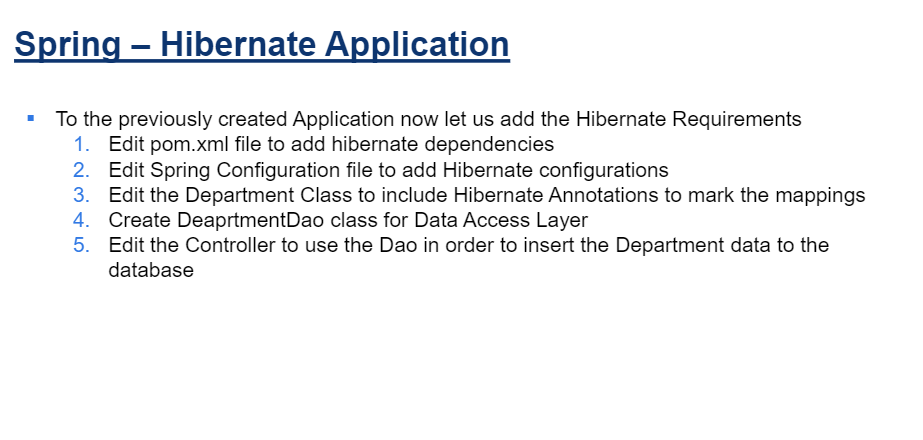 Spring – Hibernate Application
▪ To the previously created Application now let us add the Hibernate Requirements
1. Edit pom.xml file to add hibernate dependencies
2. Edit Spring Configuration file to add Hibernate configurations
3. Edit the Department Class to include Hibernate Annotations to mark the mappings
4. Create DeaprtmentDao class for Data Access Layer
5. Edit the Controller to use the Dao in order to insert the Department data to the
database